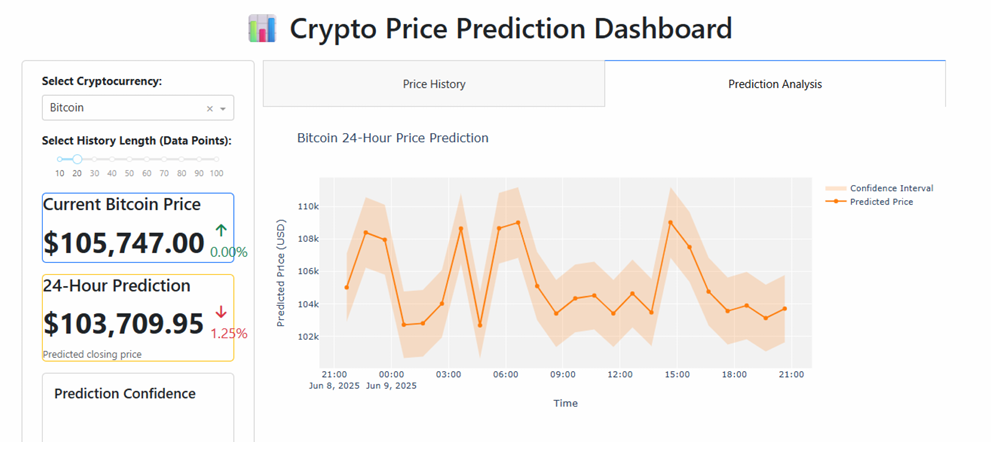 Crypto Price Prediction Dashboard
Select Cryptocurrency:
Bitcoin
Select History Length (Data Points):
10 20 30 40 50 60 70 80 90 100
Current Bitcoin Price
$105,747.00
0.00%
24-Hour Prediction
$103,709.95
1.25%
Predicted closing price
Prediction Confidence
Price History
Prediction Analysis
Bitcoin 24-Hour Price Prediction
Predicted Price (USD)
110k
108k
106k
104k
102k
21:00 00:00 03:00 06:00 09:00 12:00 15:00 18:00 21:00
Jun 8, 2025 Jun 9, 2025
Time
Confidence Interval
Predicted Price